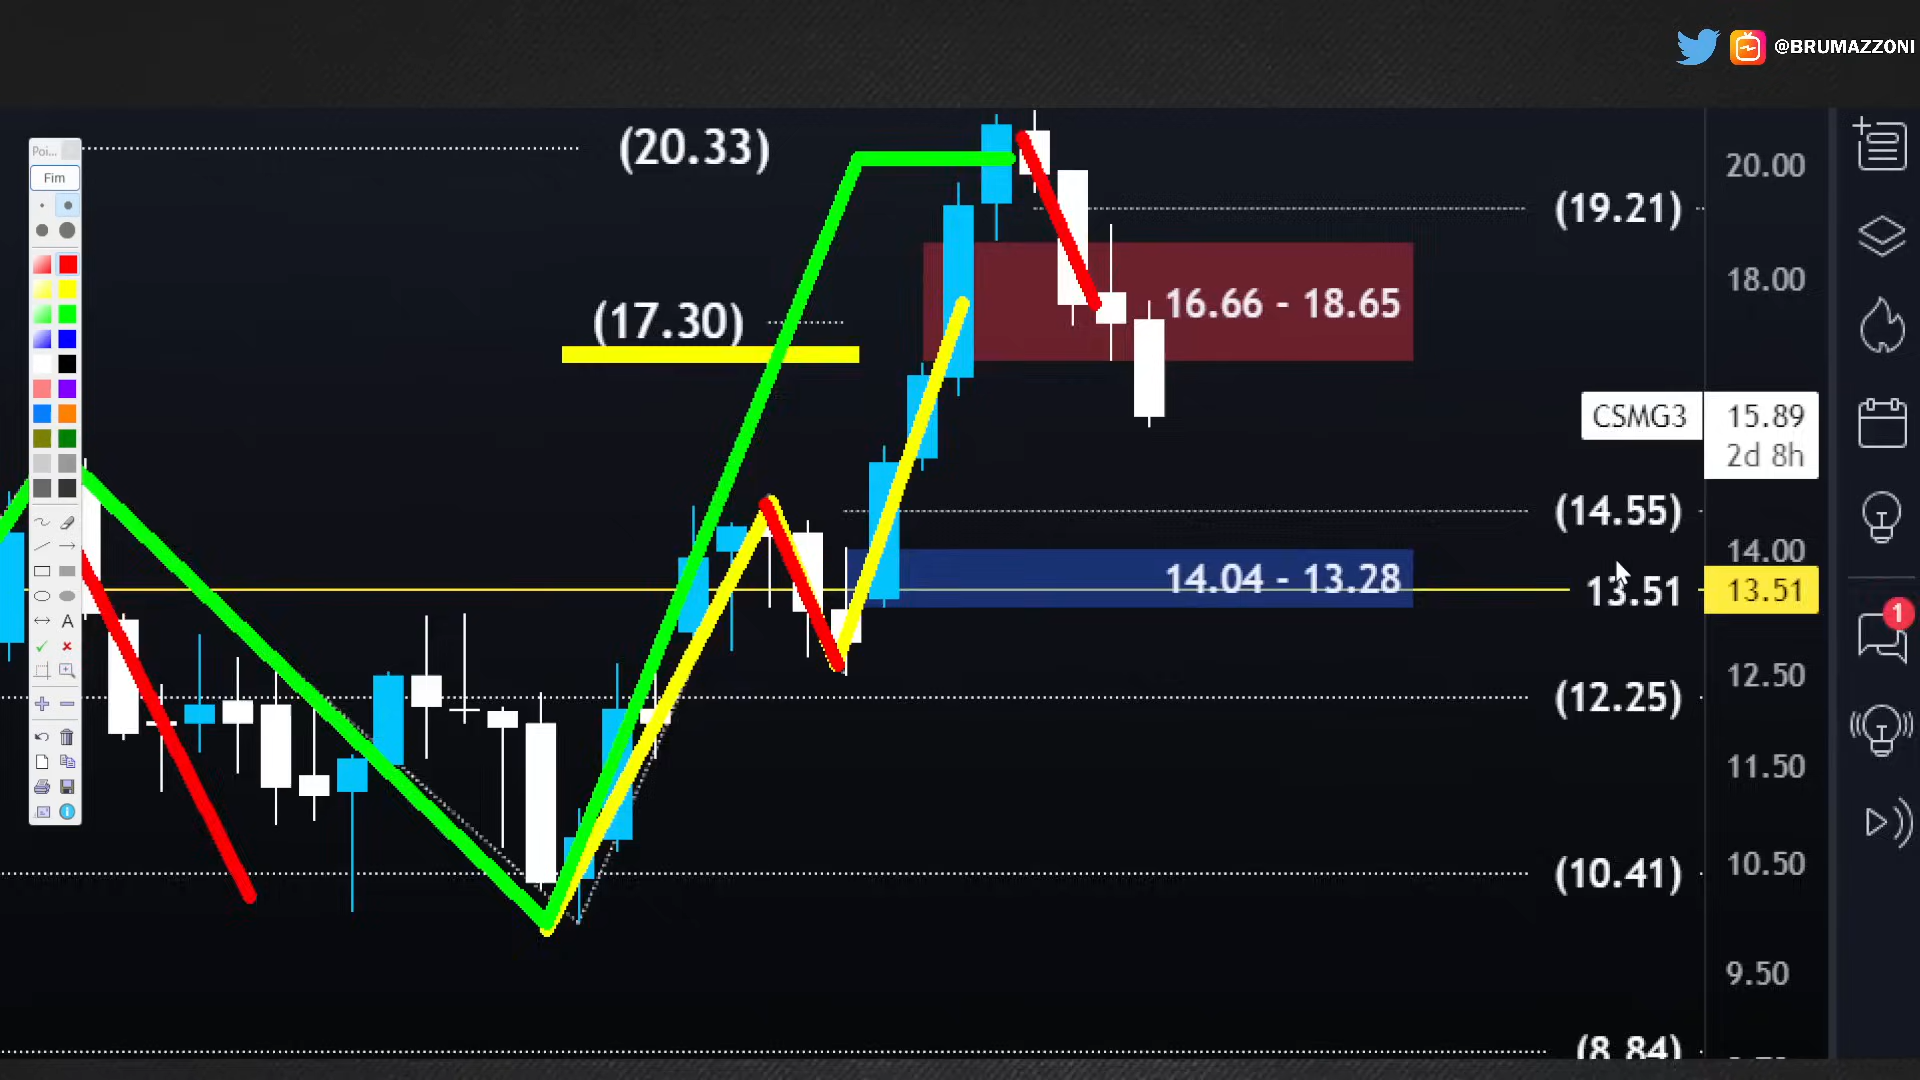 @BRUMAZZONI
Poi...
Fim
(20.33)
20.00
(19.21)
18.00
16.66 - 18.65
(17.30)
CSMG3
15.89
2d 8h
(14.55)
14.00
14.04 - 13.28
13.51
13.51
1
A
12.50
(12.25)
11.50
(10.41)
10.50
9.50
(8.84)